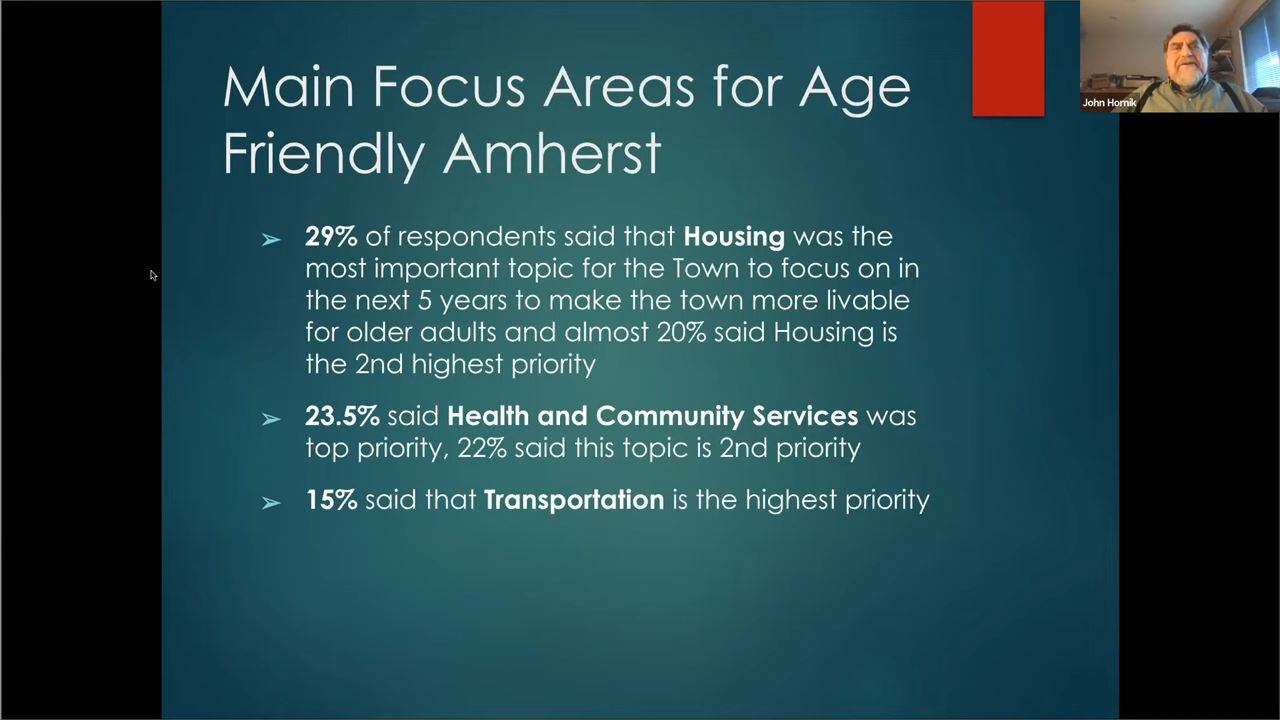 Main Focus Areas for Age
Friendly Amherst
➢ 29% of respondents said that Housing was the
most important topic for the Town to focus on in
the next 5 years to make the town more livable
for older adults and almost 20% said Housing is
the 2nd highest priority
➢ 23.5% said Health and Community Services was
top priority, 22% said this topic is 2nd priority
➢ 15% said that Transportation is the highest priority
John Hornik